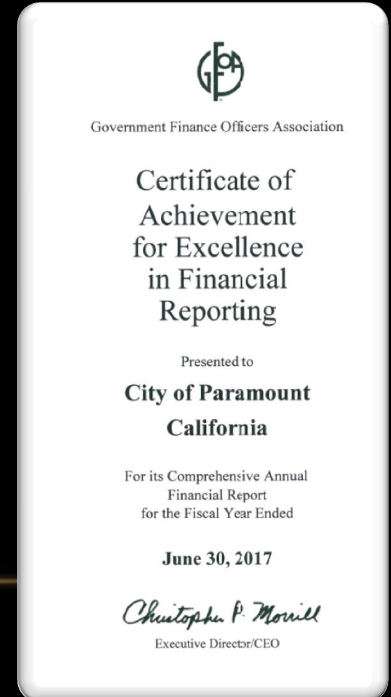 GFOA
Government Finance Officers Association
Certificate of
Achievement
for Excellence
in Financial
Reporting
Presented to
City of Paramount
California
For its Comprehensive Annual
Financial Report
for the Fiscal Year Ended
June 30, 2017
Christopher P. Morrill
Executive Director/CEO